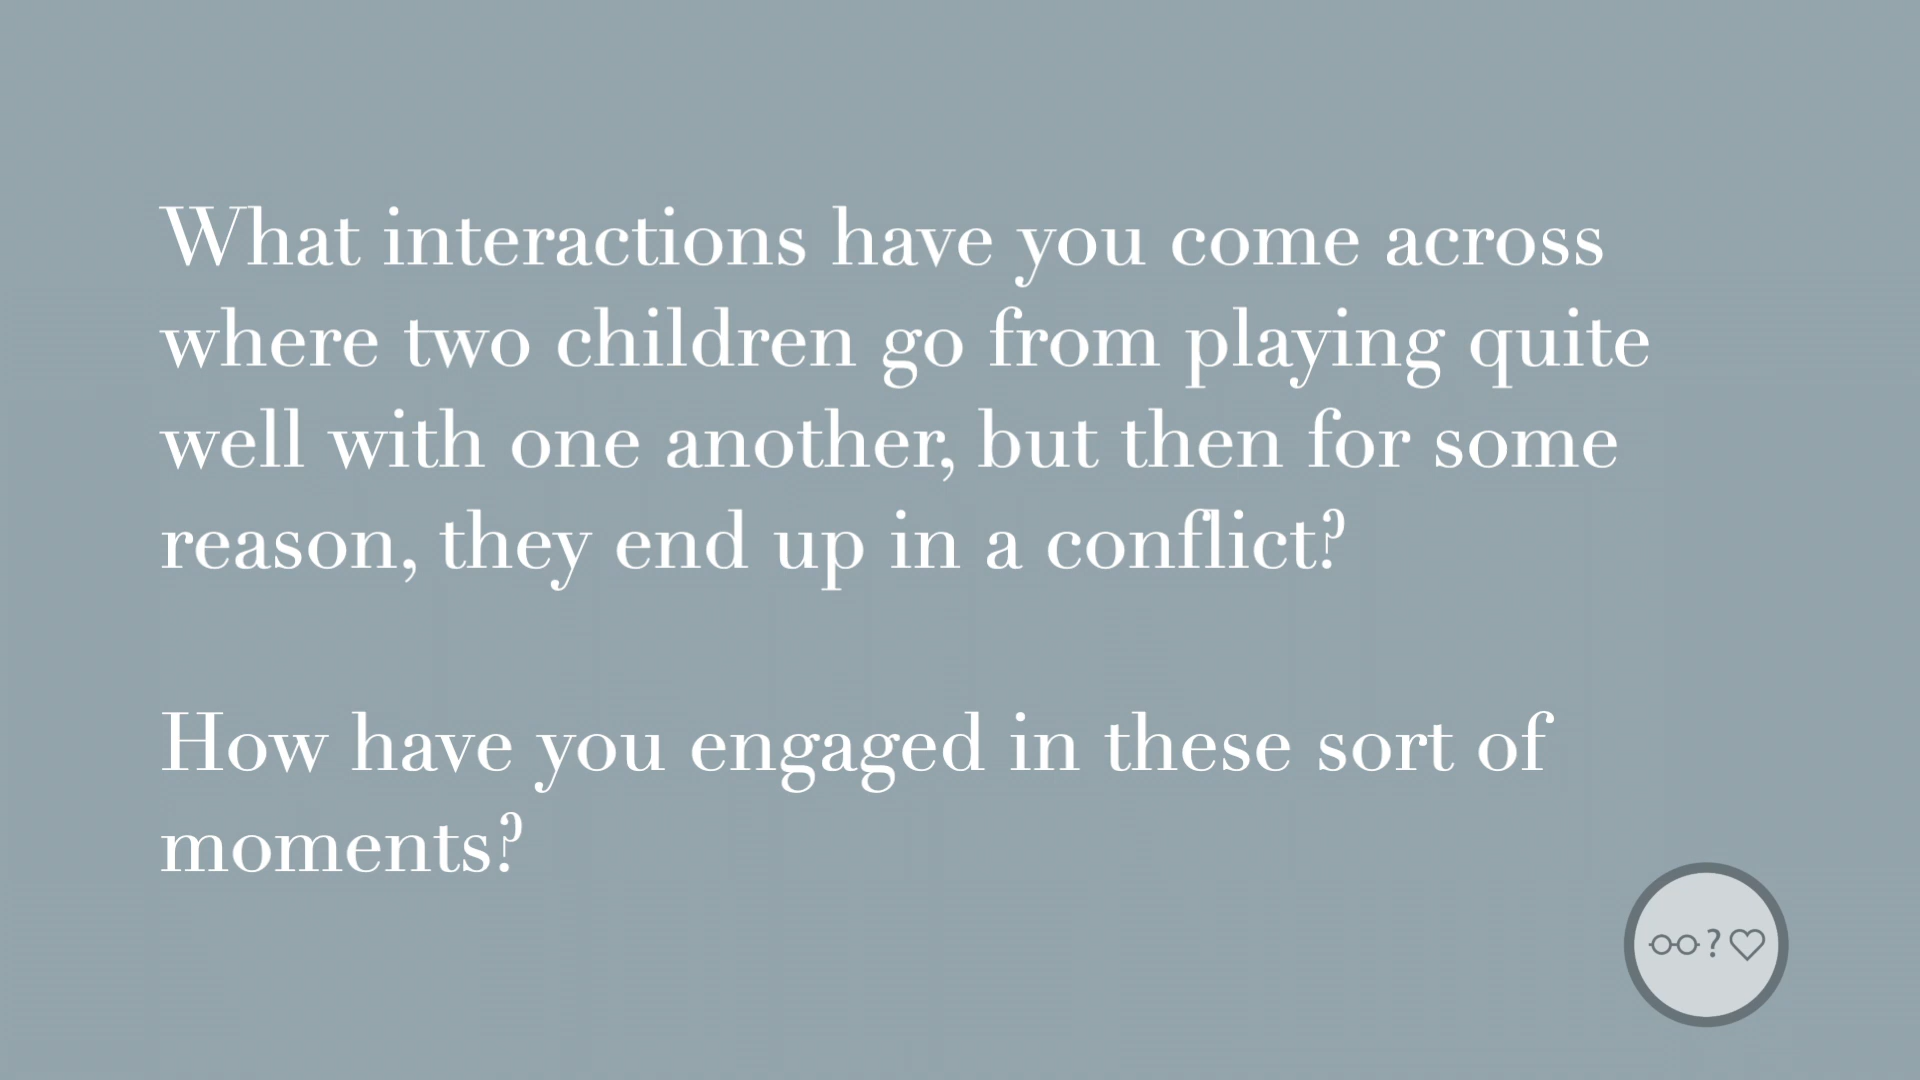 What interactions have you come across
where two children go from playing quite
well with one another, but then for some
reason, they end up in a conflict?
How have you engaged in these sort of
moments?
?